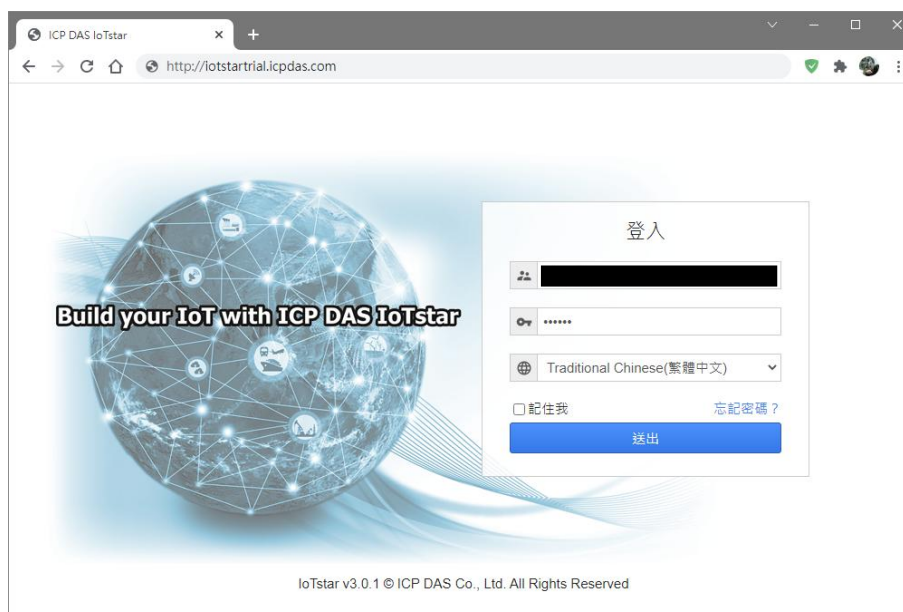 ICP DAS IoTstar
http://iotstartrial.icpdas.com
Build your IoT with ICP DAS IoTstar
登入
••••••
Traditional Chinese(繁體中文)
記住我
忘記密碼？
送出
IoTstar v3.0.1 © ICP DAS Co., Ltd. All Rights Reserved